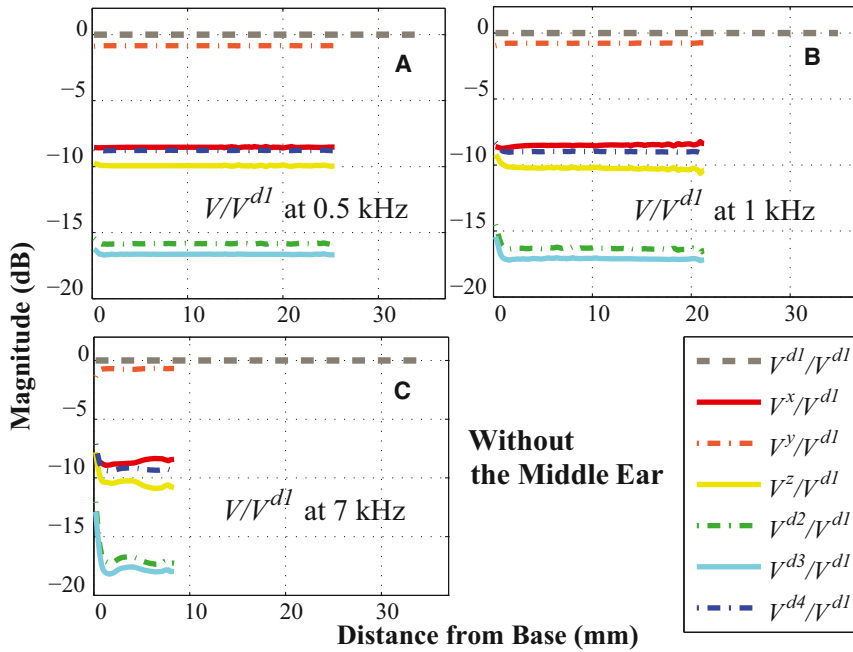 0
−5
−10
−15
−20
0 10 20 30
A
V/V^{d1} at 0.5 kHz
0
−5
−10
−15
−20
0 10 20 30
B
V/V^{d1} at 1 kHz
0
−5
−10
−15
−20
0 10 20 30
C
V/V^{d1} at 7 kHz
Magnitude (dB)
Distance from Base (mm)
Without
the Middle Ear
V^{d1}/V^{d1}
V^{x}/V^{d1}
V^{y}/V^{d1}
V^{z}/V^{d1}
V^{d2}/V^{d1}
V^{d3}/V^{d1}
V^{d4}/V^{d1}